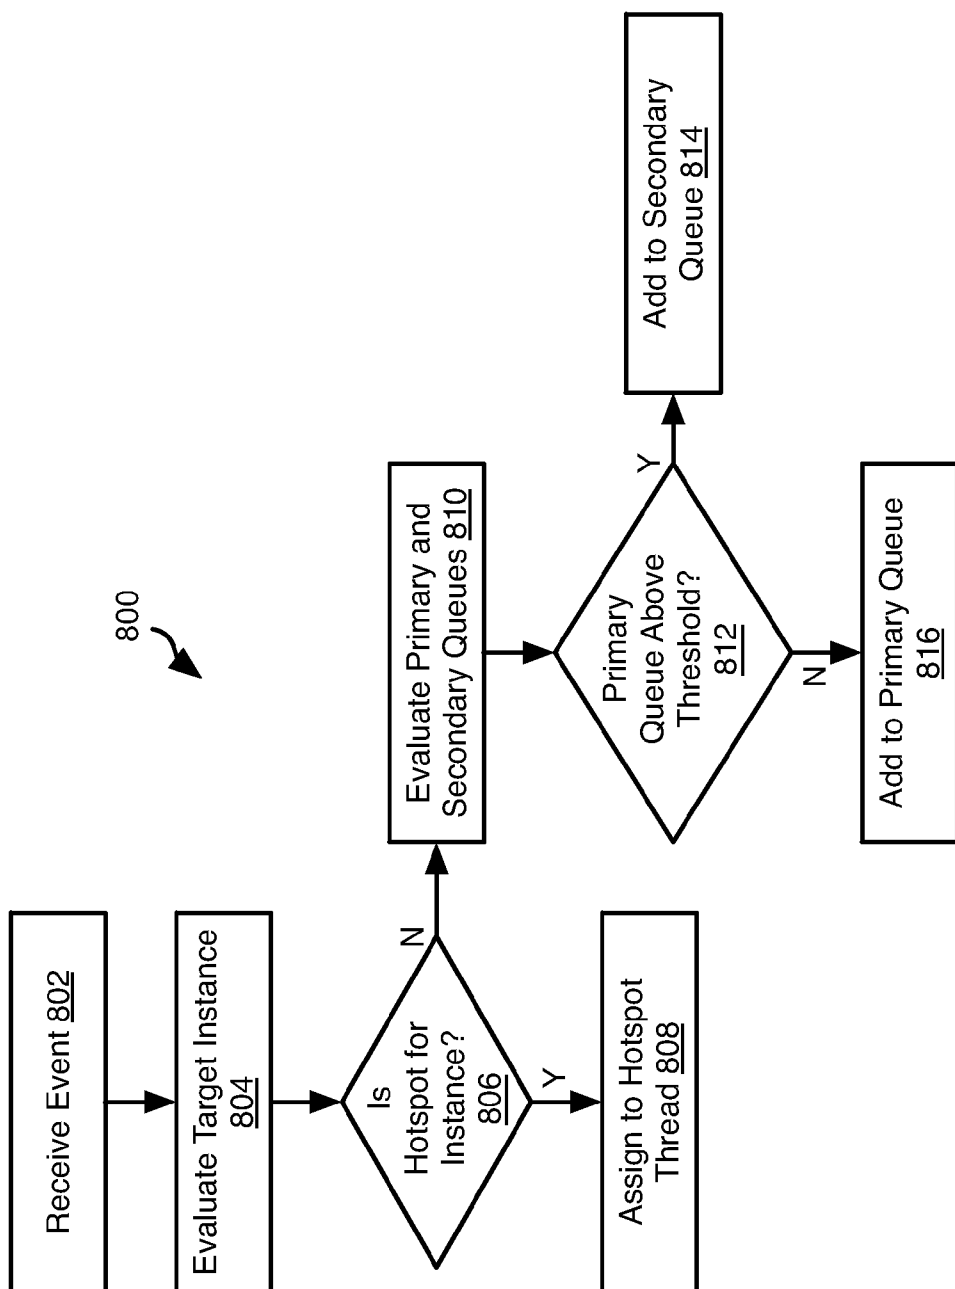 800
Receive Event 802
Evaluate Target Instance
804
Is
Hotspot for
Instance?
806
N
Y
Assign to Hotspot
Thread 808
Evaluate Primary and
Secondary Queues 810
Primary
Queue Above
Threshold?
812
Y
N
Add to Secondary
Queue 814
Add to Primary Queue
816